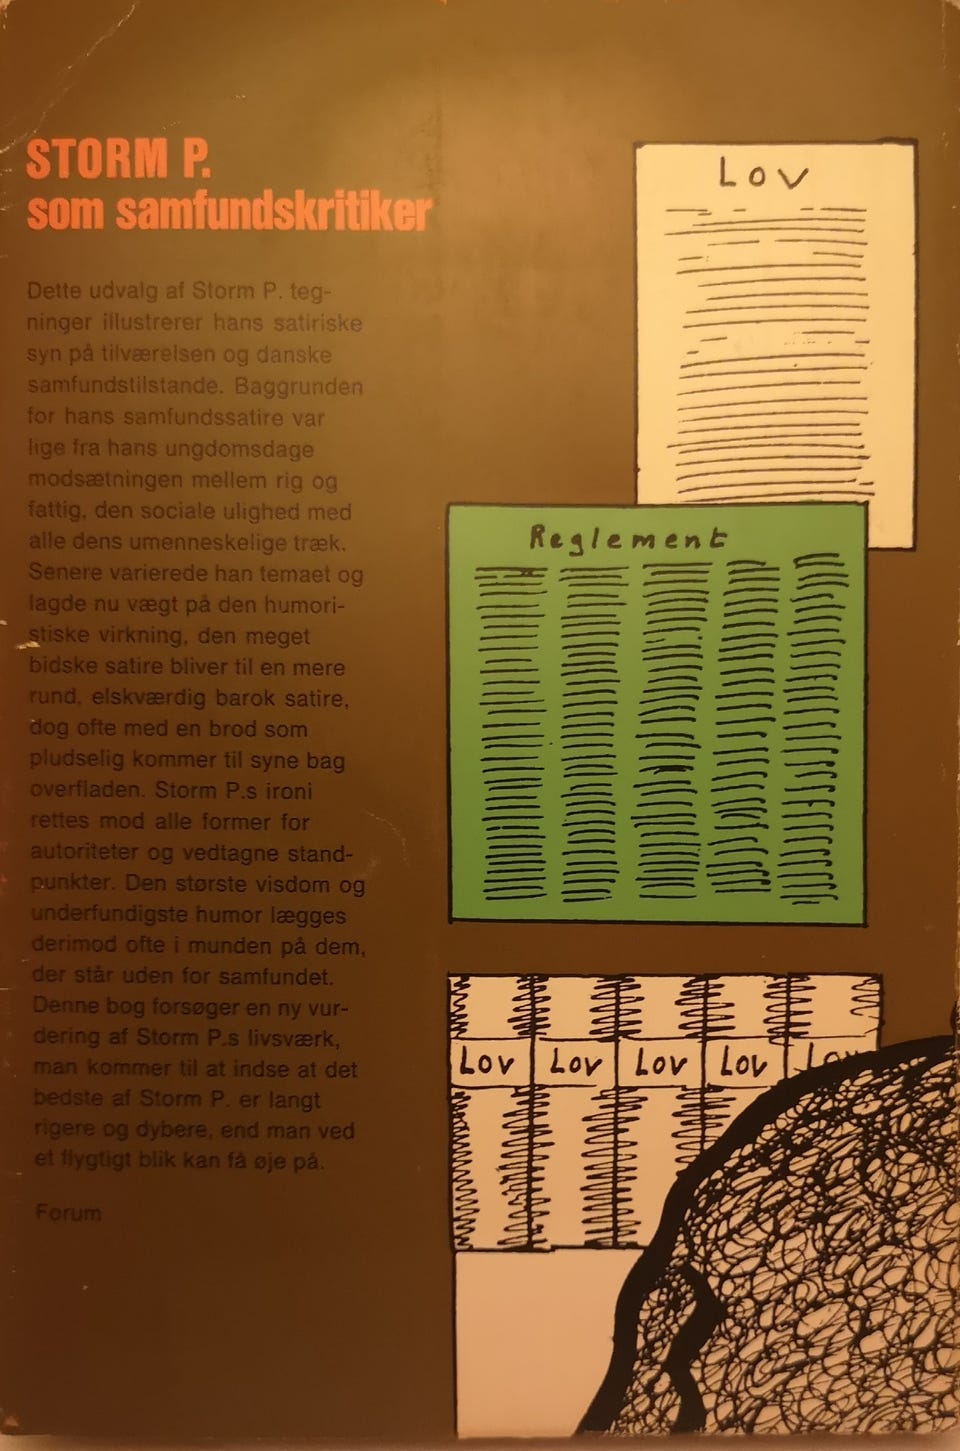 STORM P.
som samfundskritiker
Dette udvalg af Storm P. teg-
ninger illustrerer hans satiriske
syn på tilværelsen og danske
samfundstilstande. Baggrunden
for hans samfundssatire var
lige fra hans ungdomsdage
modsætningen mellem rig og
fattig, den sociale ulighed med
alle dens umenneskelige træk.
Senere varierede han temaet og
lagde nu vægt på den humori-
stiske virkning, den meget
bidske satire bliver til en mere
rund, elskværdig barok satire,
dog ofte med en brod som
pludselig kommer til syne bag
overfladen. Storm P.s ironi
rettes mod alle former for
autoriteter og vedtagne stand-
punkter. Den største visdom og
underfundigste humor lægges
derimod ofte i munden på dem,
der står uden for samfundet.
Denne bog forsøger en ny vur-
dering af Storm P.s livsværk,
man kommer til at indse at det
bedste af Storm P. er langt
rigere og dybere, end man ved
et flygtigt blik kan få øje på.
Forum
Lov
Reglement
Lov Lov Lov Lov Lov